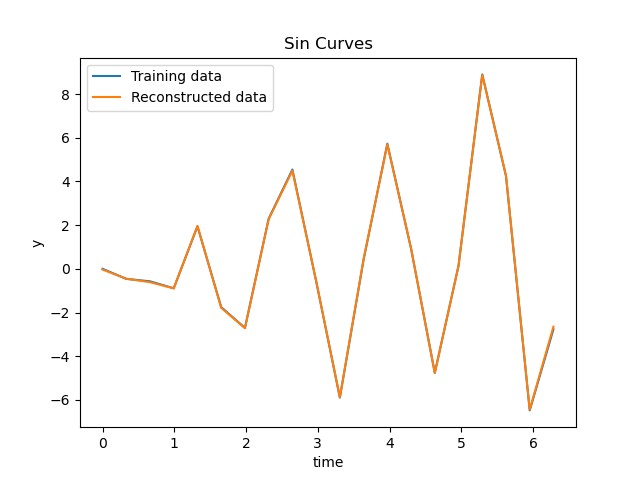 Sin Curves
Training data
Reconstructed data
8
6
4
2
0
−2
−4
−6
y
0 1 2 3 4 5 6
time